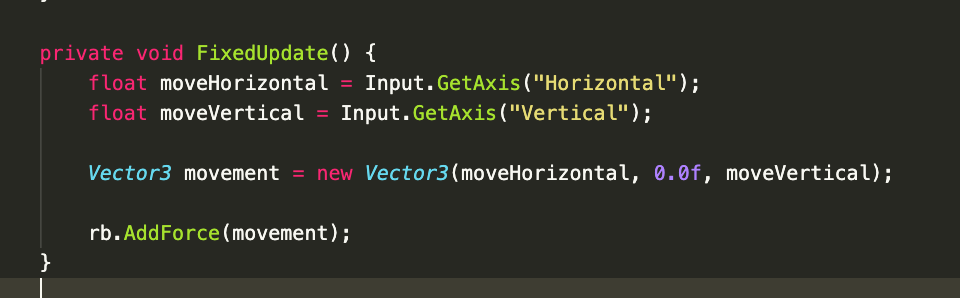 private void FixedUpdate() {
    float moveHorizontal = Input.GetAxis("Horizontal");
    float moveVertical = Input.GetAxis("Vertical");

    Vector3 movement = new Vector3(moveHorizontal, 0.0f, moveVertical);

    rb.AddForce(movement);
}